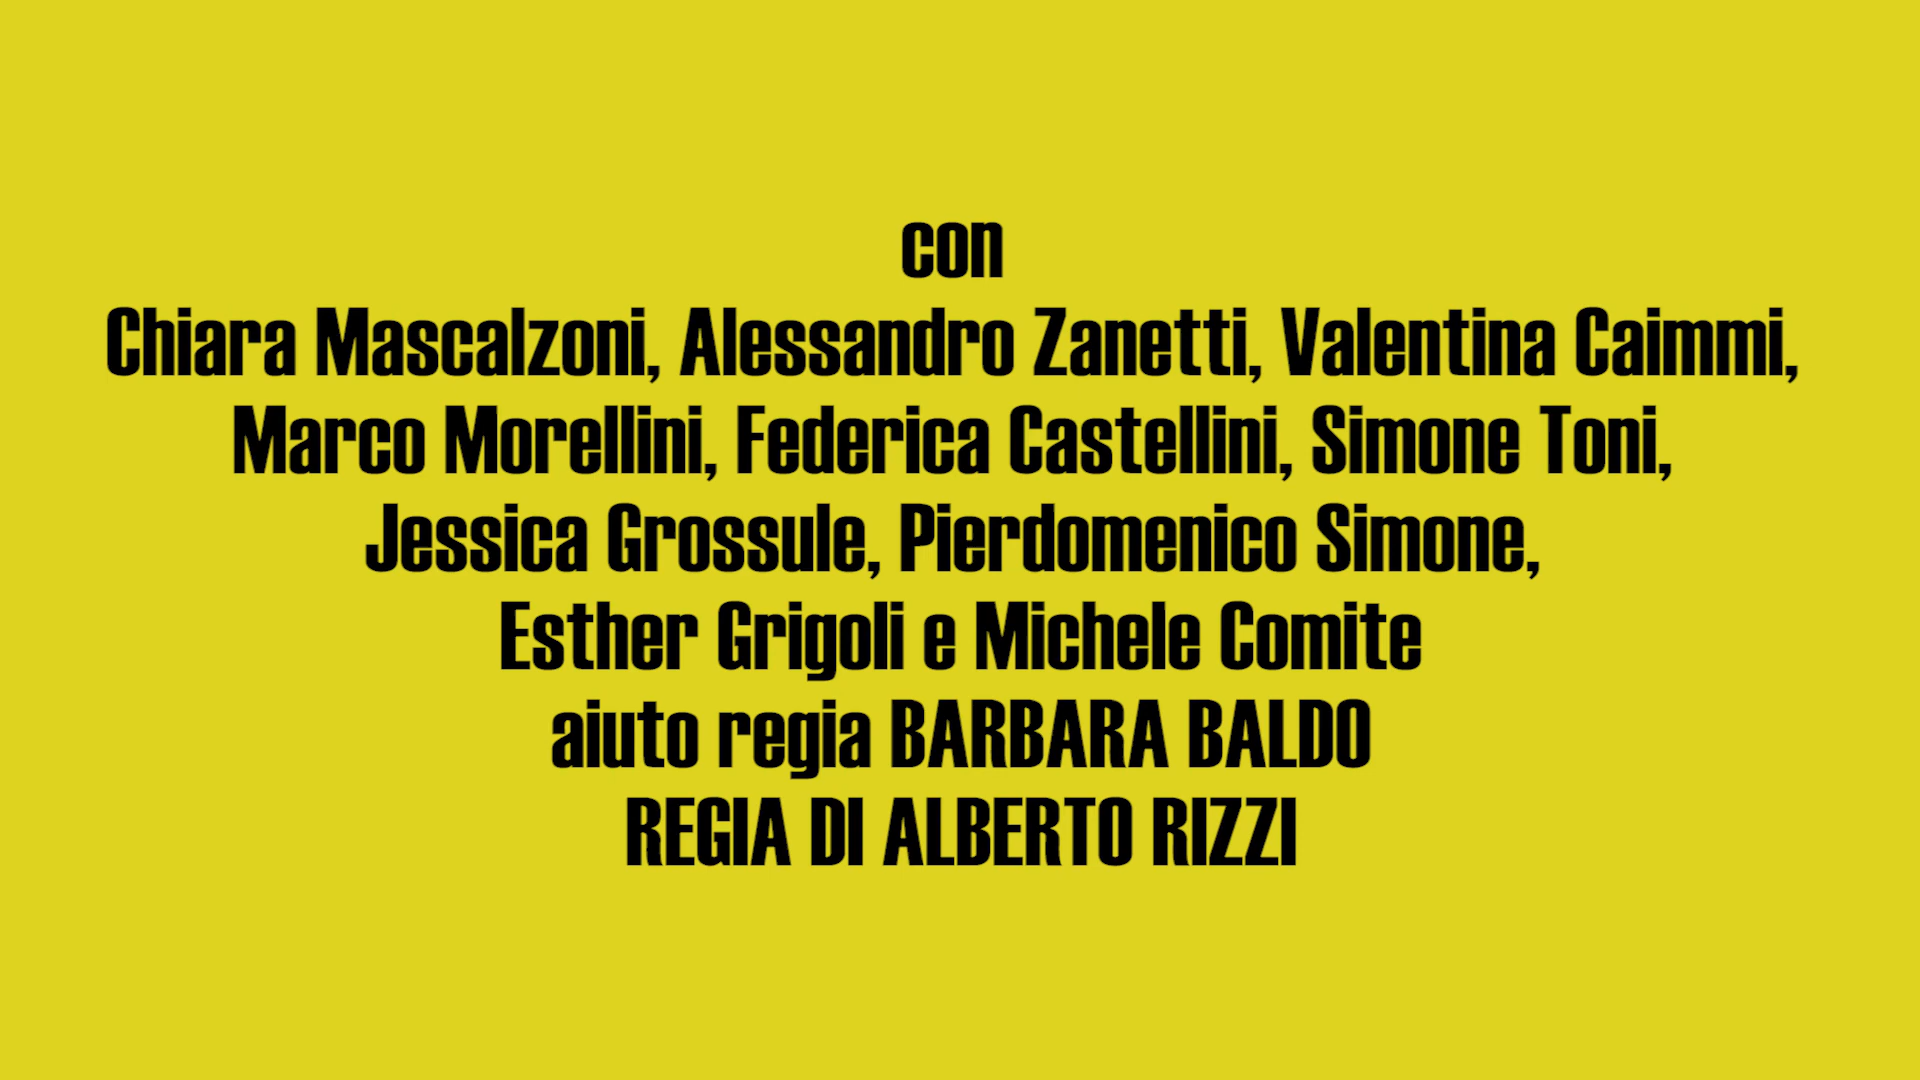 con
Chiara Mascalzoni, Alessandro Zanetti, Valentina Caimmi,
Marco Morellini, Federica Castellini, Simone Toni,
Jessica Grossule, Pierdomenico Simone,
Esther Grigoli e Michele Comite
aiuto regia BARBARA BALDO
REGIA DI ALBERTO RIZZI